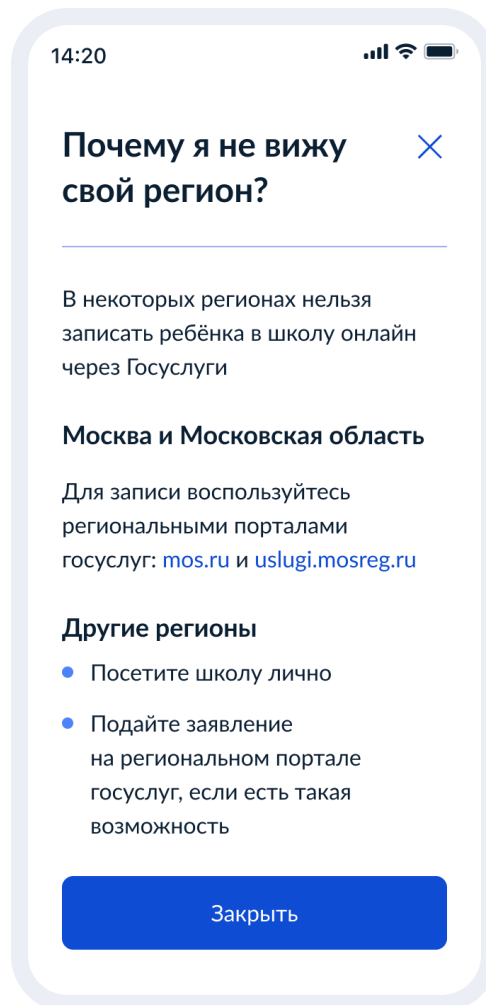 14:20
Почему я не вижу
свой регион?
В некоторых регионах нельзя
записать ребёнка в школу онлайн
через Госуслуги
Москва и Московская область
Для записи воспользуйтесь
региональными порталами
госуслуг: mos.ru и uslugi.mosreg.ru
Другие регионы
Посетите школу лично
Подайте заявление
на региональном портале
госуслуг, если есть такая
возможность
Закрыть